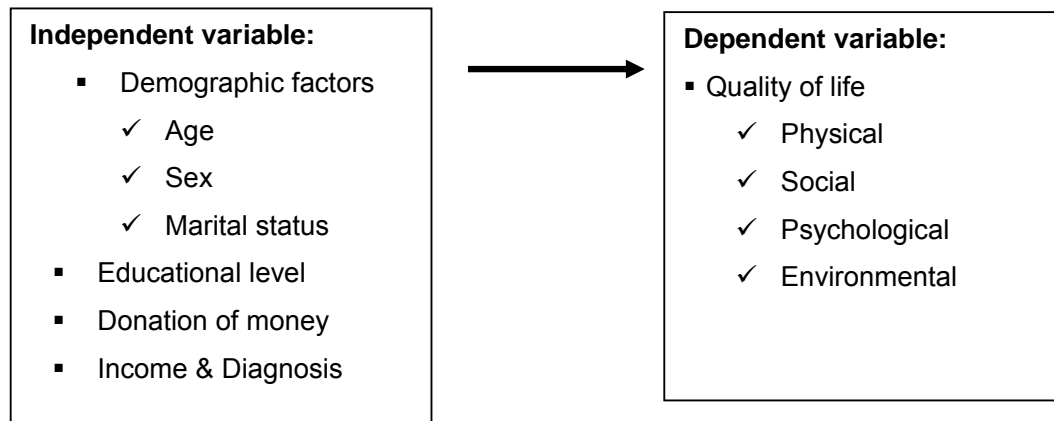 Independent variable:
▪ Demographic factors
✓ Age
✓ Sex
✓ Marital status
▪ Educational level
▪ Donation of money
▪ Income & Diagnosis
Dependent variable:
▪ Quality of life
✓ Physical
✓ Social
✓ Psychological
✓ Environmental